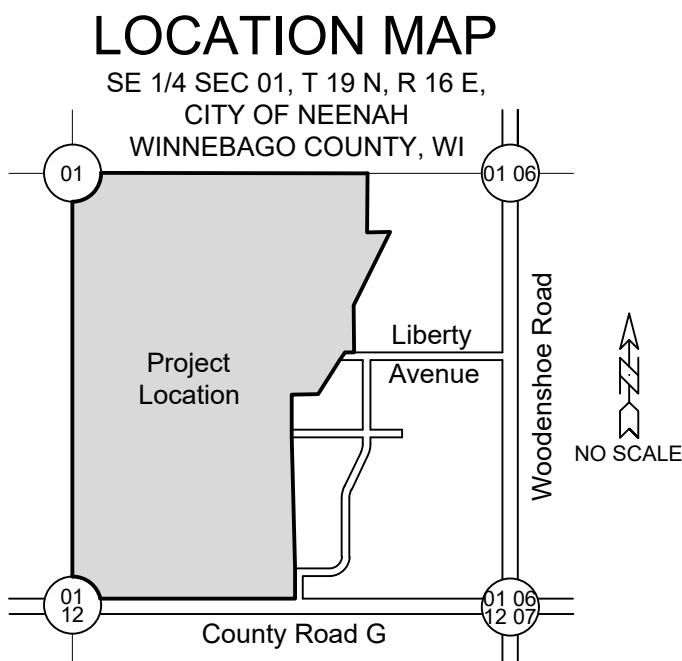 LOCATION MAP
SE 1/4 SEC 01, T 19 N, R 16 E,
CITY OF NEENAH
WINNEBAGO COUNTY, WI
01
01 06
Liberty
Avenue
Project
Location
Woodenshoe Road
N
NO SCALE
01
12
01 06
12 07
County Road G